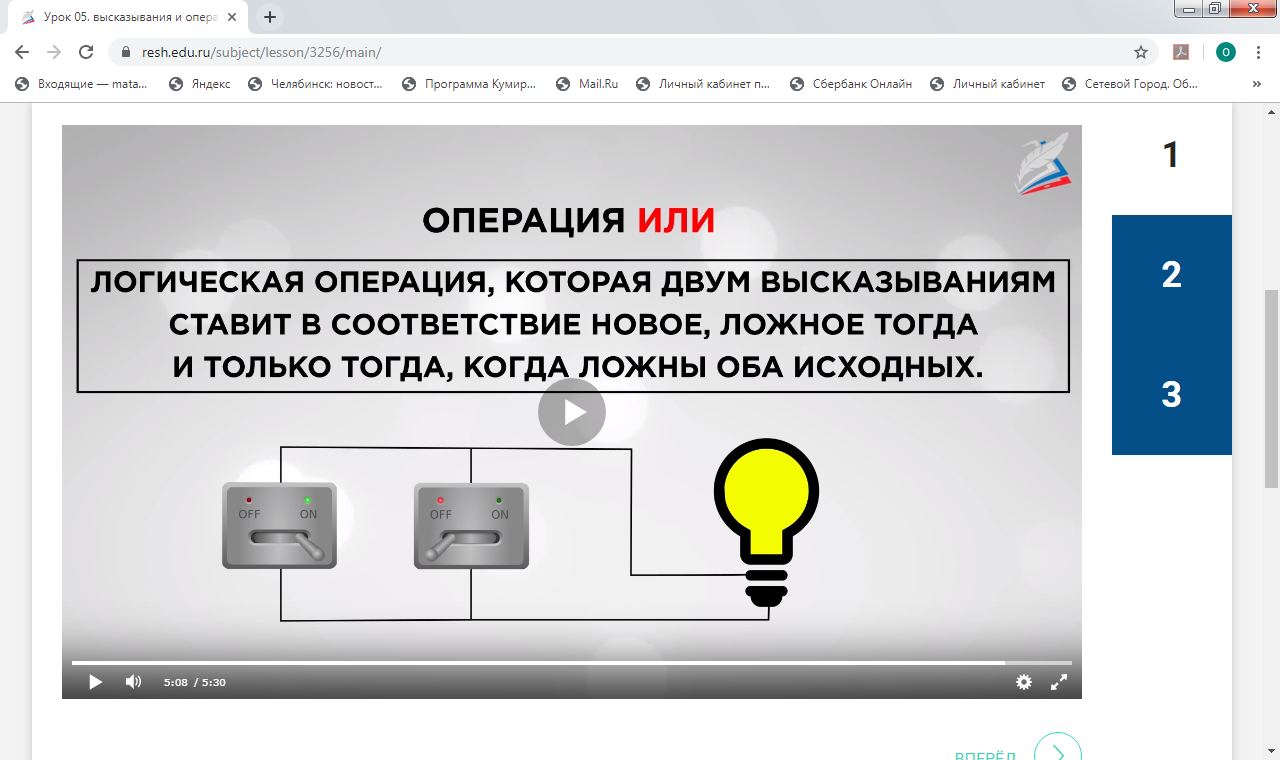 Урок 05. высказывания и опера
resh.edu.ru/subject/lesson/3256/main/
O
Входящие — mata...
Яндекс
Челябинск: новост...
Программа Кумир...
Mail.Ru
Личный кабинет п...
Сбербанк Онлайн
Личный кабинет
Сетевой Город. Об...
»
ОПЕРАЦИЯ ИЛИ
ЛОГИЧЕСКАЯ ОПЕРАЦИЯ, КОТОРАЯ ДВУМ ВЫСКАЗЫВАНИЯМ
СТАВИТ В СООТВЕТСТВИЕ НОВОЕ, ЛОЖНОЕ ТОГДА
И ТОЛЬКО ТОГДА, КОГДА ЛОЖНЫ ОБА ИСХОДНЫХ.
OFF ON
OFF ON
5:08 / 5:30
1
2
3
ВПЕРЁД